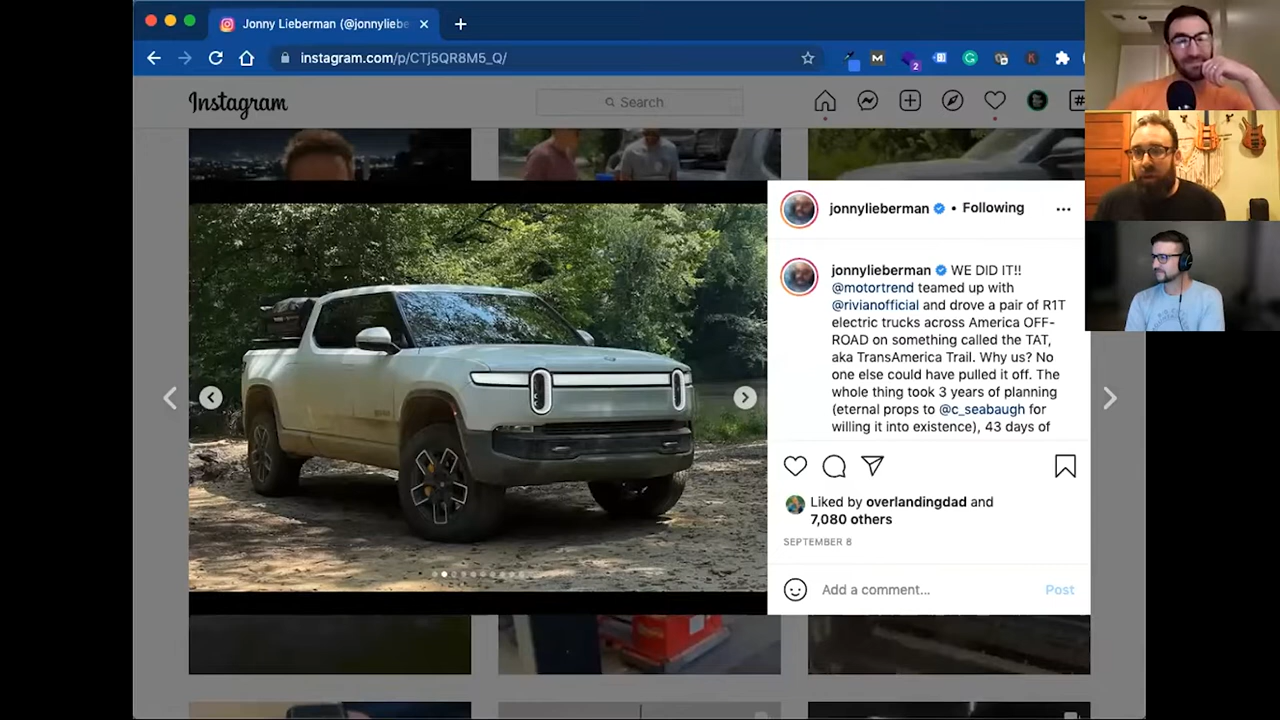 Jonny Lieberman (@jonnyliebe
instagram.com/p/CTj5QR8M5_Q/
M
2
K
Instagram
Search
#
jonnylieberman • Following
jonnylieberman WE DID IT!!
@motortrend teamed up with
@rivianofficial and drove a pair of R1T
electric trucks across America OFF-
ROAD on something called the TAT,
aka TransAmerica Trail. Why us? No
one else could have pulled it off. The
whole thing took 3 years of planning
(eternal props to @c_seabaugh for
willing it into existence), 43 days of
Liked by overlandingdad and
7,080 others
SEPTEMBER 8
Add a comment...
Post